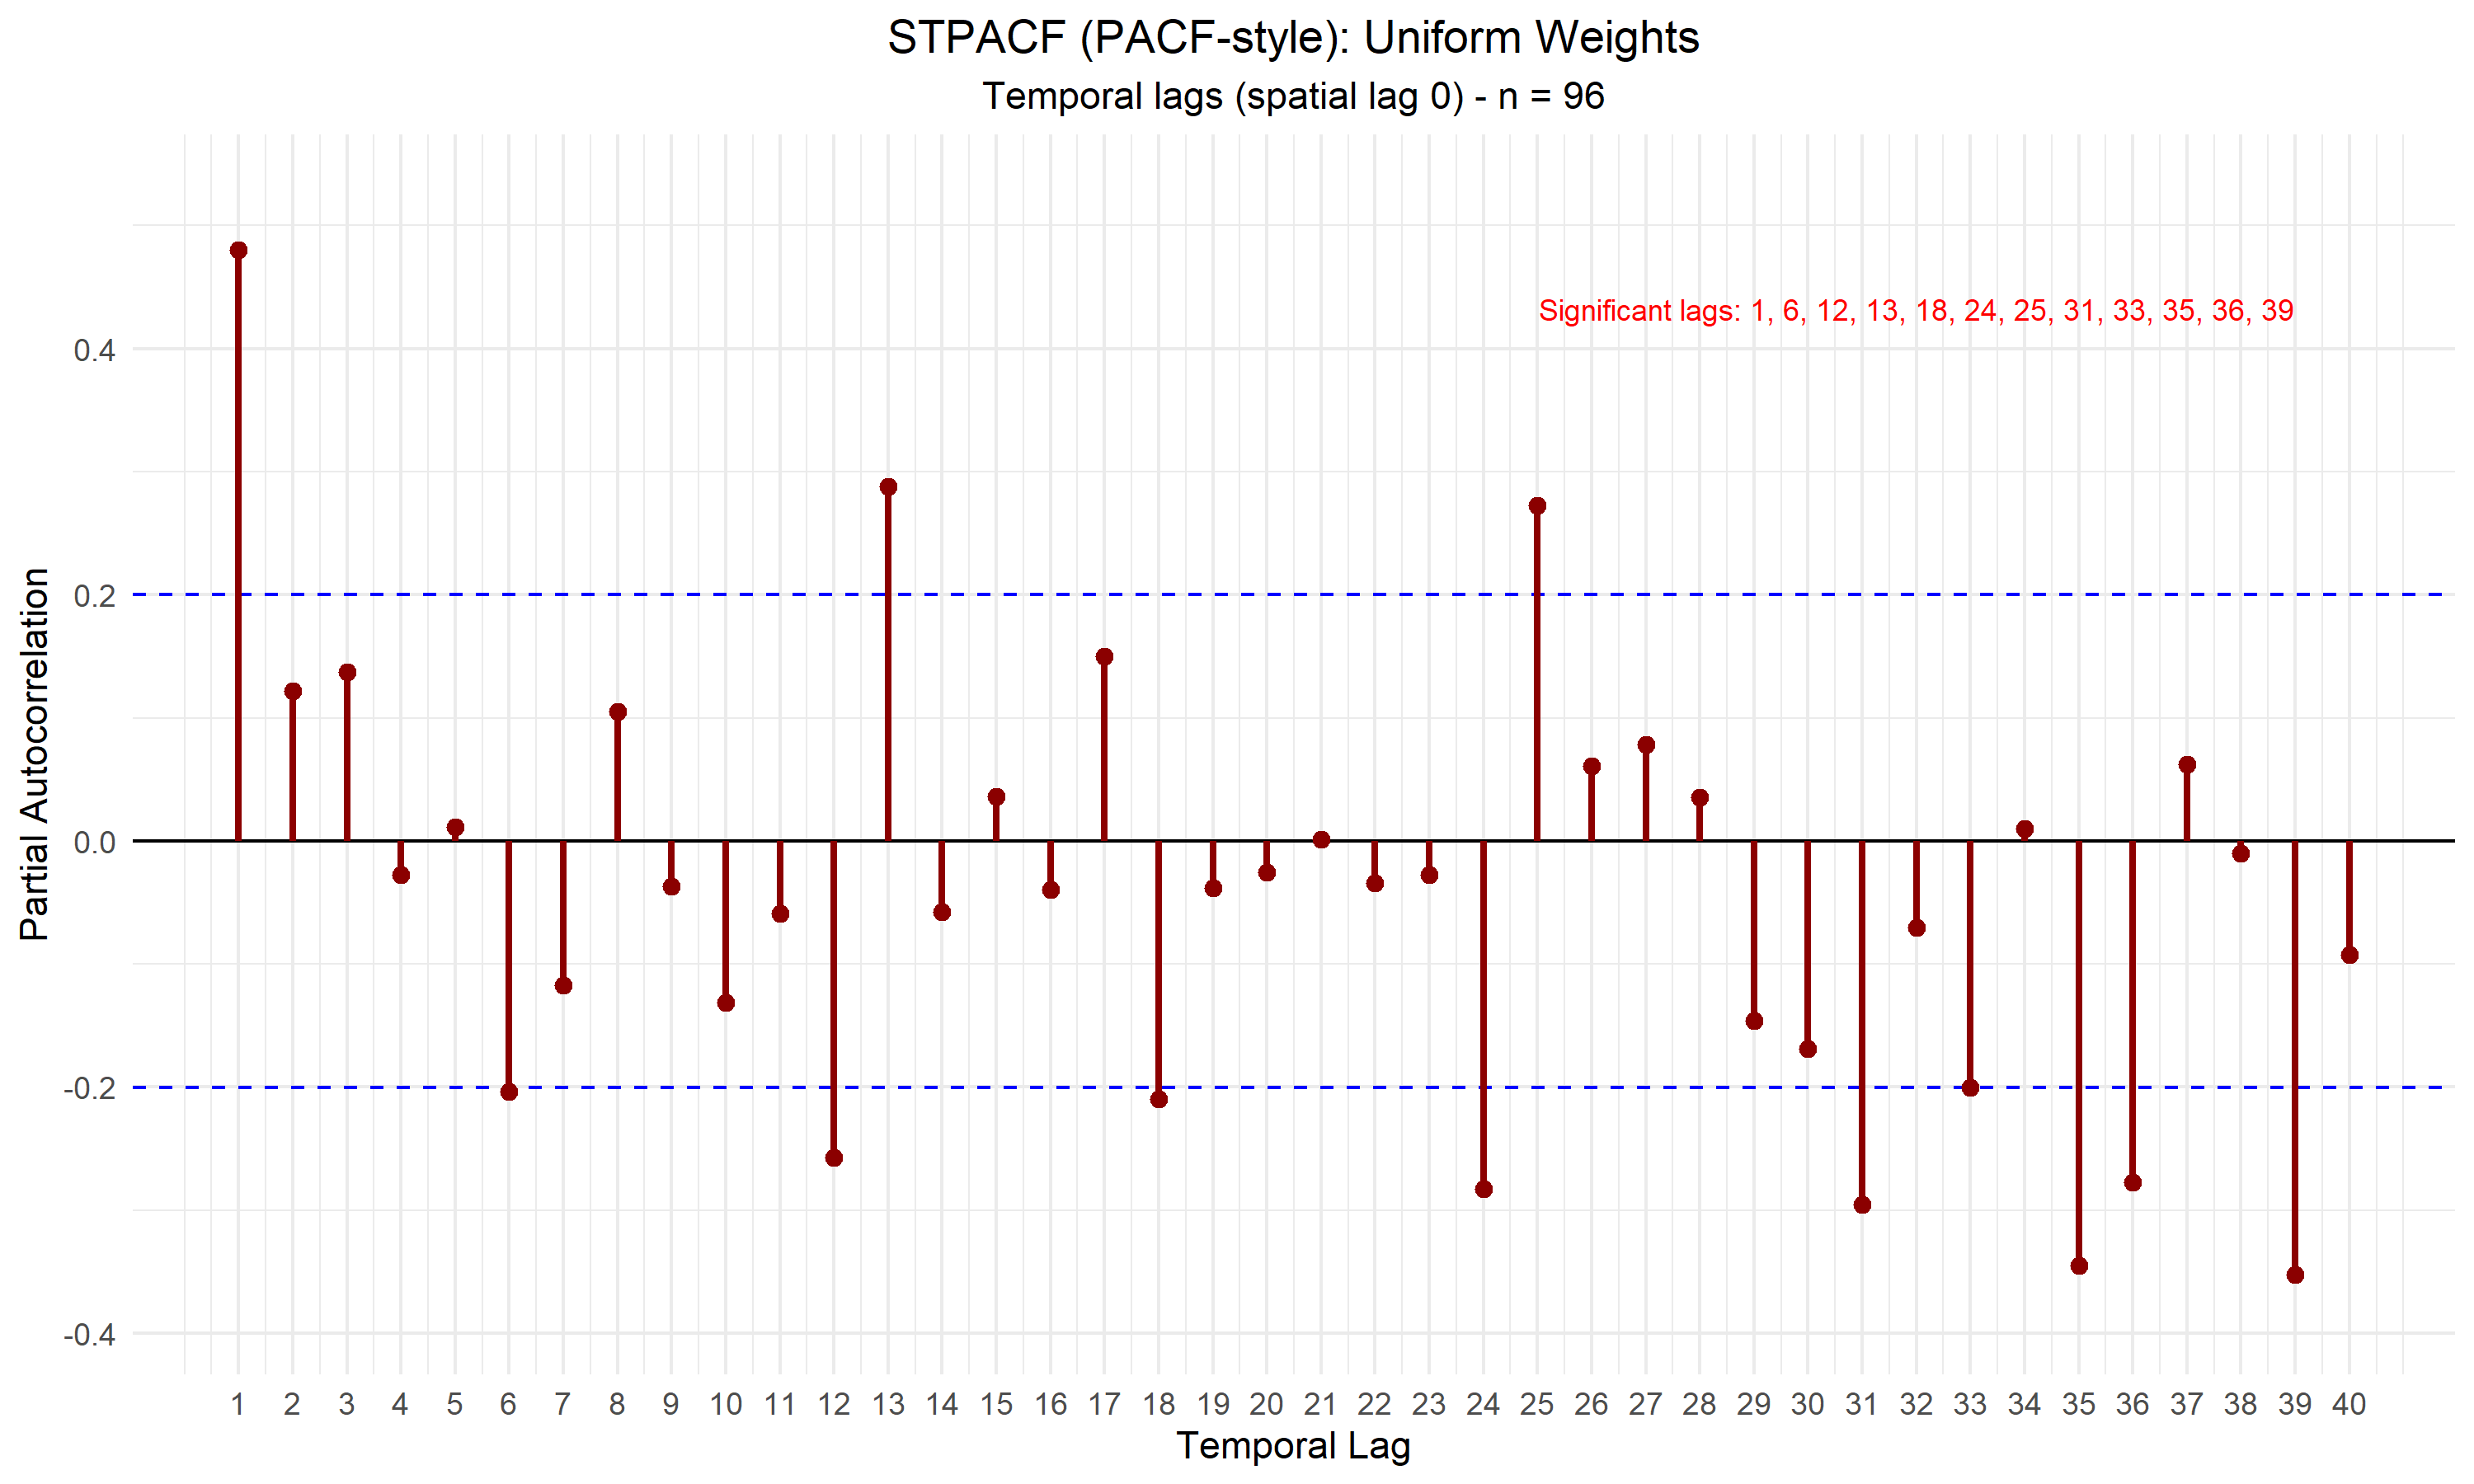 STPACF (PACF-style): Uniform Weights
Temporal lags (spatial lag 0) - n = 96
Significant lags: 1, 6, 12, 13, 18, 24, 25, 31, 33, 35, 36, 39
Partial Autocorrelation
0.4
0.2
0.0
-0.2
-0.4
1 2 3 4 5 6 7 8 9 10 11 12 13 14 15 16 17 18 19 20 21 22 23 24 25 26 27 28 29 30 31 32 33 34 35 36 37 38 39 40
Temporal Lag